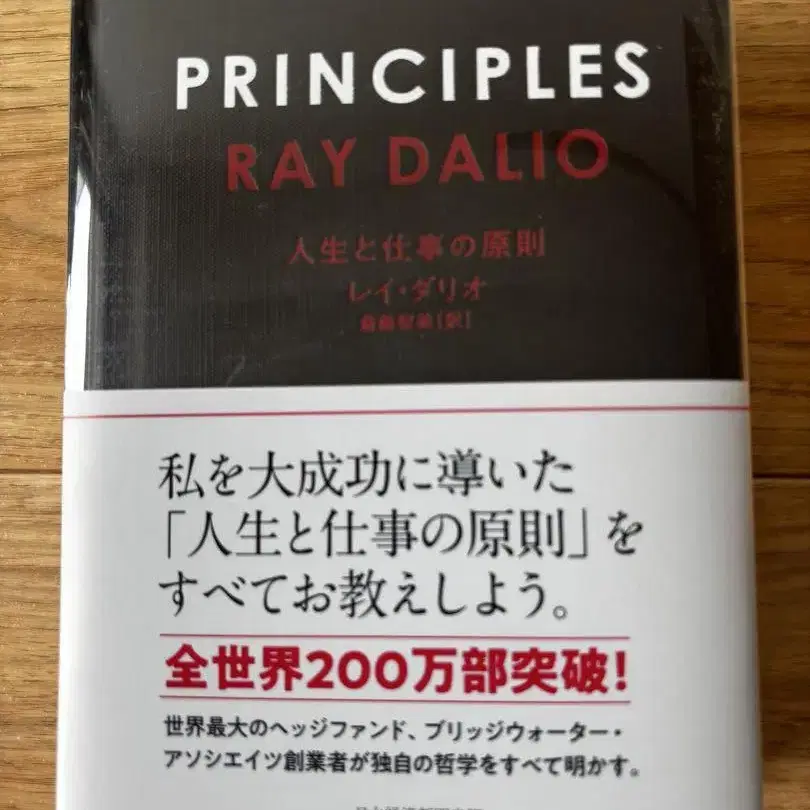 PRINCIPLES
RAY DALIO
人生と仕事の原則
レイ・ダリオ
私を大成功に導いた
「人生と仕事の原則」を
すべてお教えしよう。
全世界200万部突破!
世界最大のヘッジファンド、ブリッジウォーター・
アソシエイツ創業者が独自の哲学をすべて明かす。